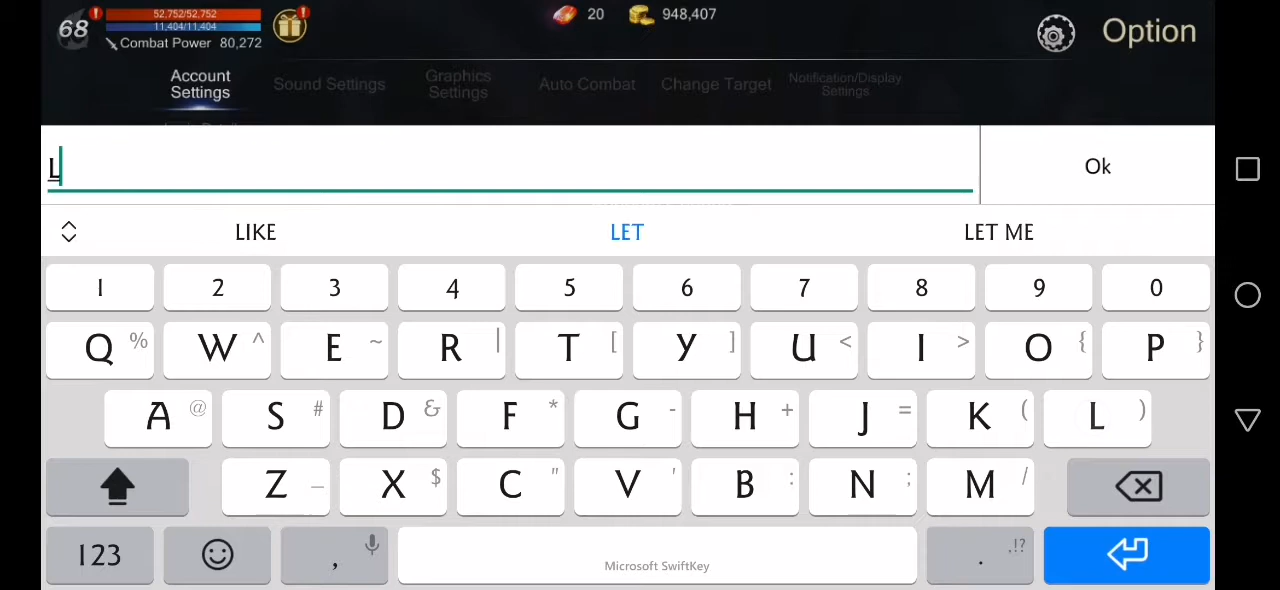 68 52,752/52,752 20 948,407 Option
11,404/11,404
Combat Power 80,272
Account Settings Sound Settings Graphics Settings Auto Combat Change Target Notification/Display Settings
L Ok
LIKE LET LET ME
1 2 3 4 5 6 7 8 9 0
Q % W ^ E ~ R | T [ Y ] U < I > O { P }
A @ S # D & F * G - H + J = K ( L )
Z _ X $ C " V ' B : N ; M /
123 , Microsoft SwiftKey . ,!?